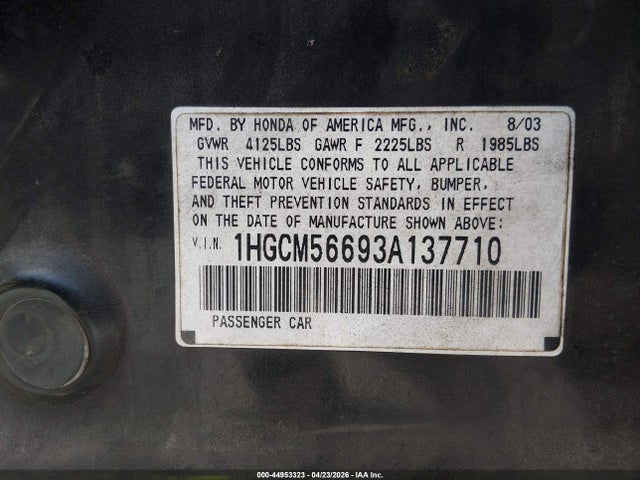 MFD. BY HONDA OF AMERICA MFG., INC. 8/03
GVWR 4125LBS GAWR F 2225LBS R 1985LBS
THIS VEHICLE CONFORMS TO ALL APPLICABLE
FEDERAL MOTOR VEHICLE SAFETY, BUMPER,
AND THEFT PREVENTION STANDARDS IN EFFECT
ON THE DATE OF MANUFACTURE SHOWN ABOVE:
V.I.N. 1HGCM56693A137710
PASSENGER CAR
000-44953323 - 04/23/2026 - IAA Inc.